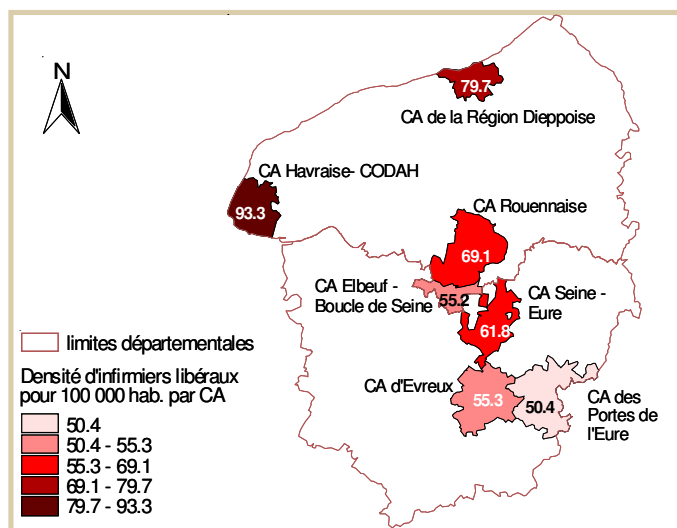 N
79.7
CA de la Région Dieppoise
CA Havraise- CODAH
93.3
CA Rouennaise
69.1
CA Elbeuf -
Boucle de Seine
55.2
CA Seine -
Eure
61.8
limites départementales
Densité d'infirmiers libéraux
pour 100 000 hab. par CA
50.4
50.4 - 55.3
55.3 - 69.1
69.1 - 79.7
79.7 - 93.3
CA d'Evreux
55.3
50.4
CA des
Portes de
l'Eure